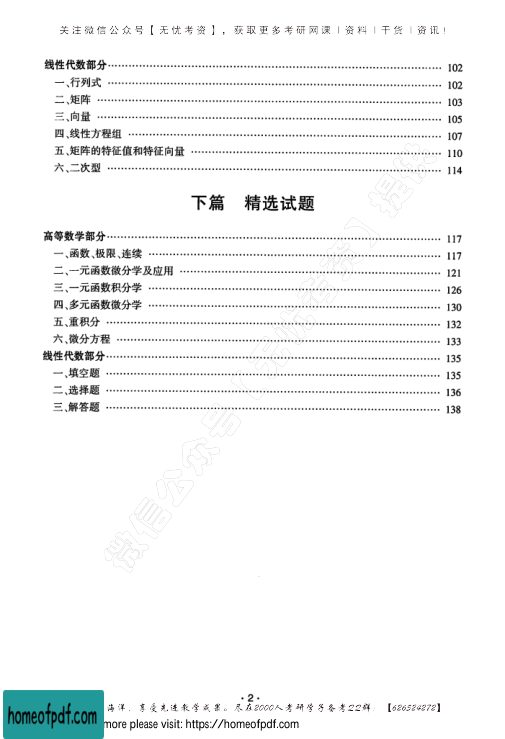 关注微信公众号【无忧考资】，获取更多考研网课｜资料｜干货｜资讯！
线性代数部分 102
一、行列式 102
二、矩阵 103
三、向量 105
四、线性方程组 107
五、矩阵的特征值和特征向量 110
六、二次型 114
下篇 精选试题
高等数学部分 117
一、函数、极限、连续 117
二、一元函数微分学及应用 121
三、一元函数积分学 126
四、多元函数微分学 130
五、重积分 132
六、微分方程 133
线性代数部分 135
一、填空题 135
二、选择题 136
三、解答题 138
微信公众号【无忧考资】提供
· 2 ·
海洋，享受先进教学成果。尽在2000人考研学子备考QQ群：【626524272】
homeofpdf.com
more please visit: https://homeofpdf.com